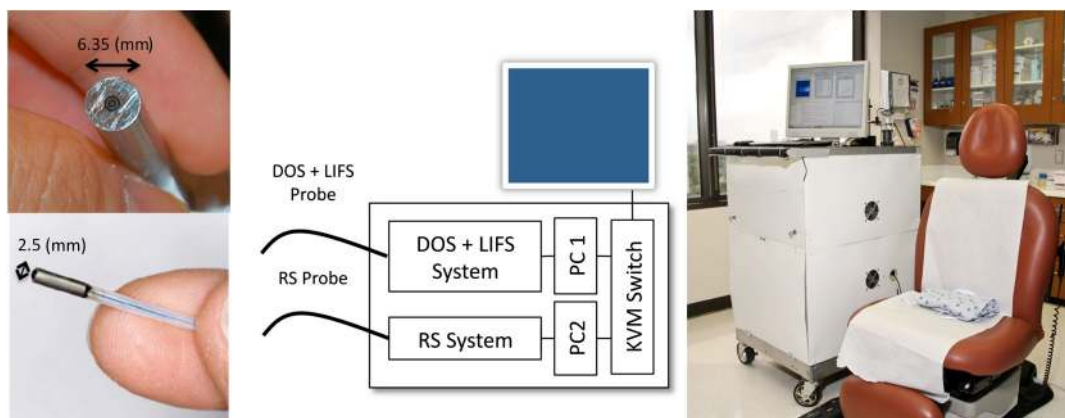 6.35 (mm)
2.5 (mm)
DOS + LIFS
Probe
RS Probe
DOS + LIFS
System
PC 1
RS System
PC2
KVM Switch